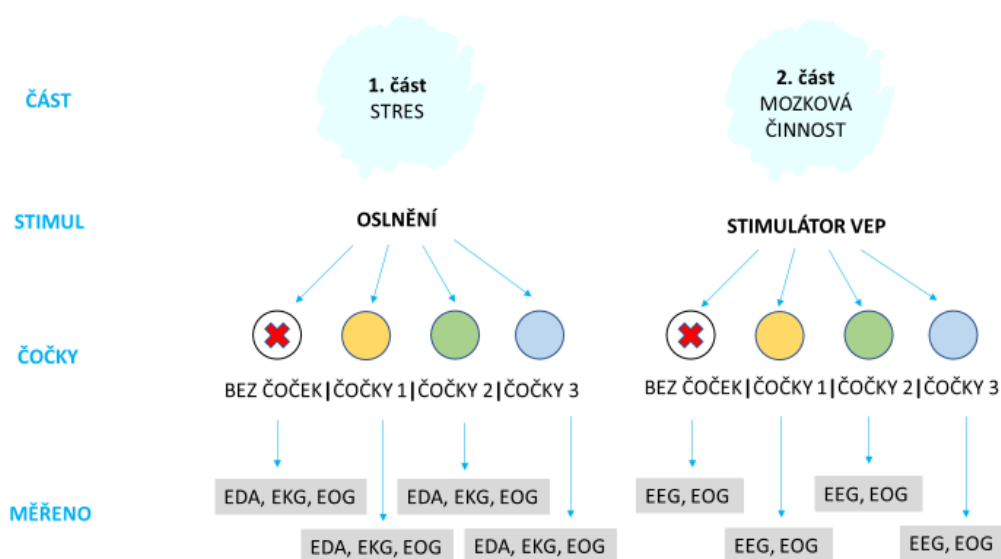 ČÁST
1. část
STRES
2. část
MOZKOVÁ
ČINNOST
STIMUL
OSLNĚNÍ
STIMULÁTOR VEP
ČOČKY
BEZ ČOČEK|ČOČKY 1|ČOČKY 2|ČOČKY 3
BEZ ČOČEK|ČOČKY 1|ČOČKY 2|ČOČKY 3
MĚŘENO
EDA, EKG, EOG
EDA, EKG, EOG
EEG, EOG
EEG, EOG
EDA, EKG, EOG
EDA, EKG, EOG
EEG, EOG
EEG, EOG